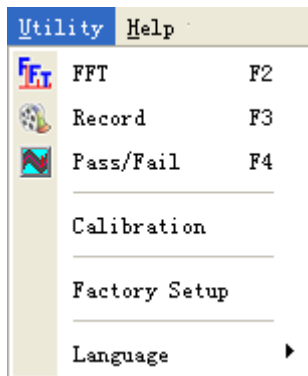 Utility Help
FFT F2
Record F3
Pass/Fail F4
Calibration
Factory Setup
Language